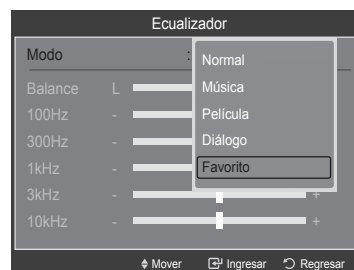 Ecualizador
Modo :
Normal
Música
Película
Diálogo
Favorito
Balance L
100Hz -
300Hz -
1kHz -
3kHz - +
10kHz - +
Mover Ingresar Regresar